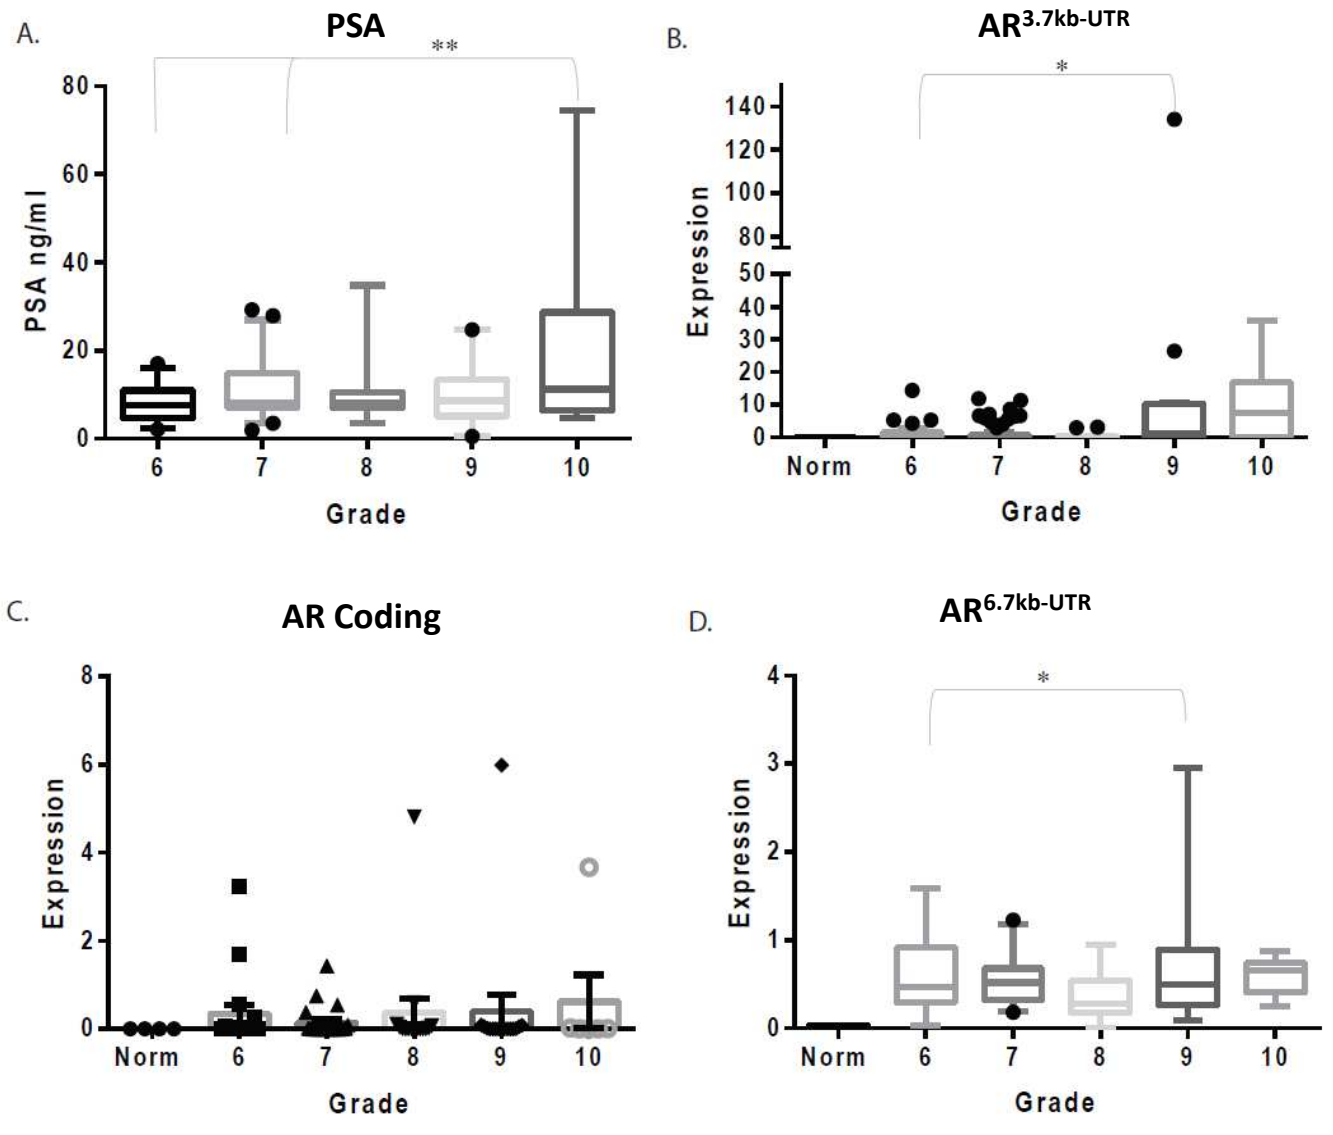 A.
PSA
**
80
60
40
20
0
PSA ng/ml
6 7 8 9 10
Grade
B.
AR3.7kb-UTR
*
140
120
100
80
50
40
30
20
10
0
Expression
Norm 6 7 8 9 10
Grade
C.
AR Coding
8
6
4
2
0
Expression
Norm 6 7 8 9 10
Grade
D.
AR6.7kb-UTR
*
4
3
2
1
0
Expression
6 7 8 9 10
Norm
Grade